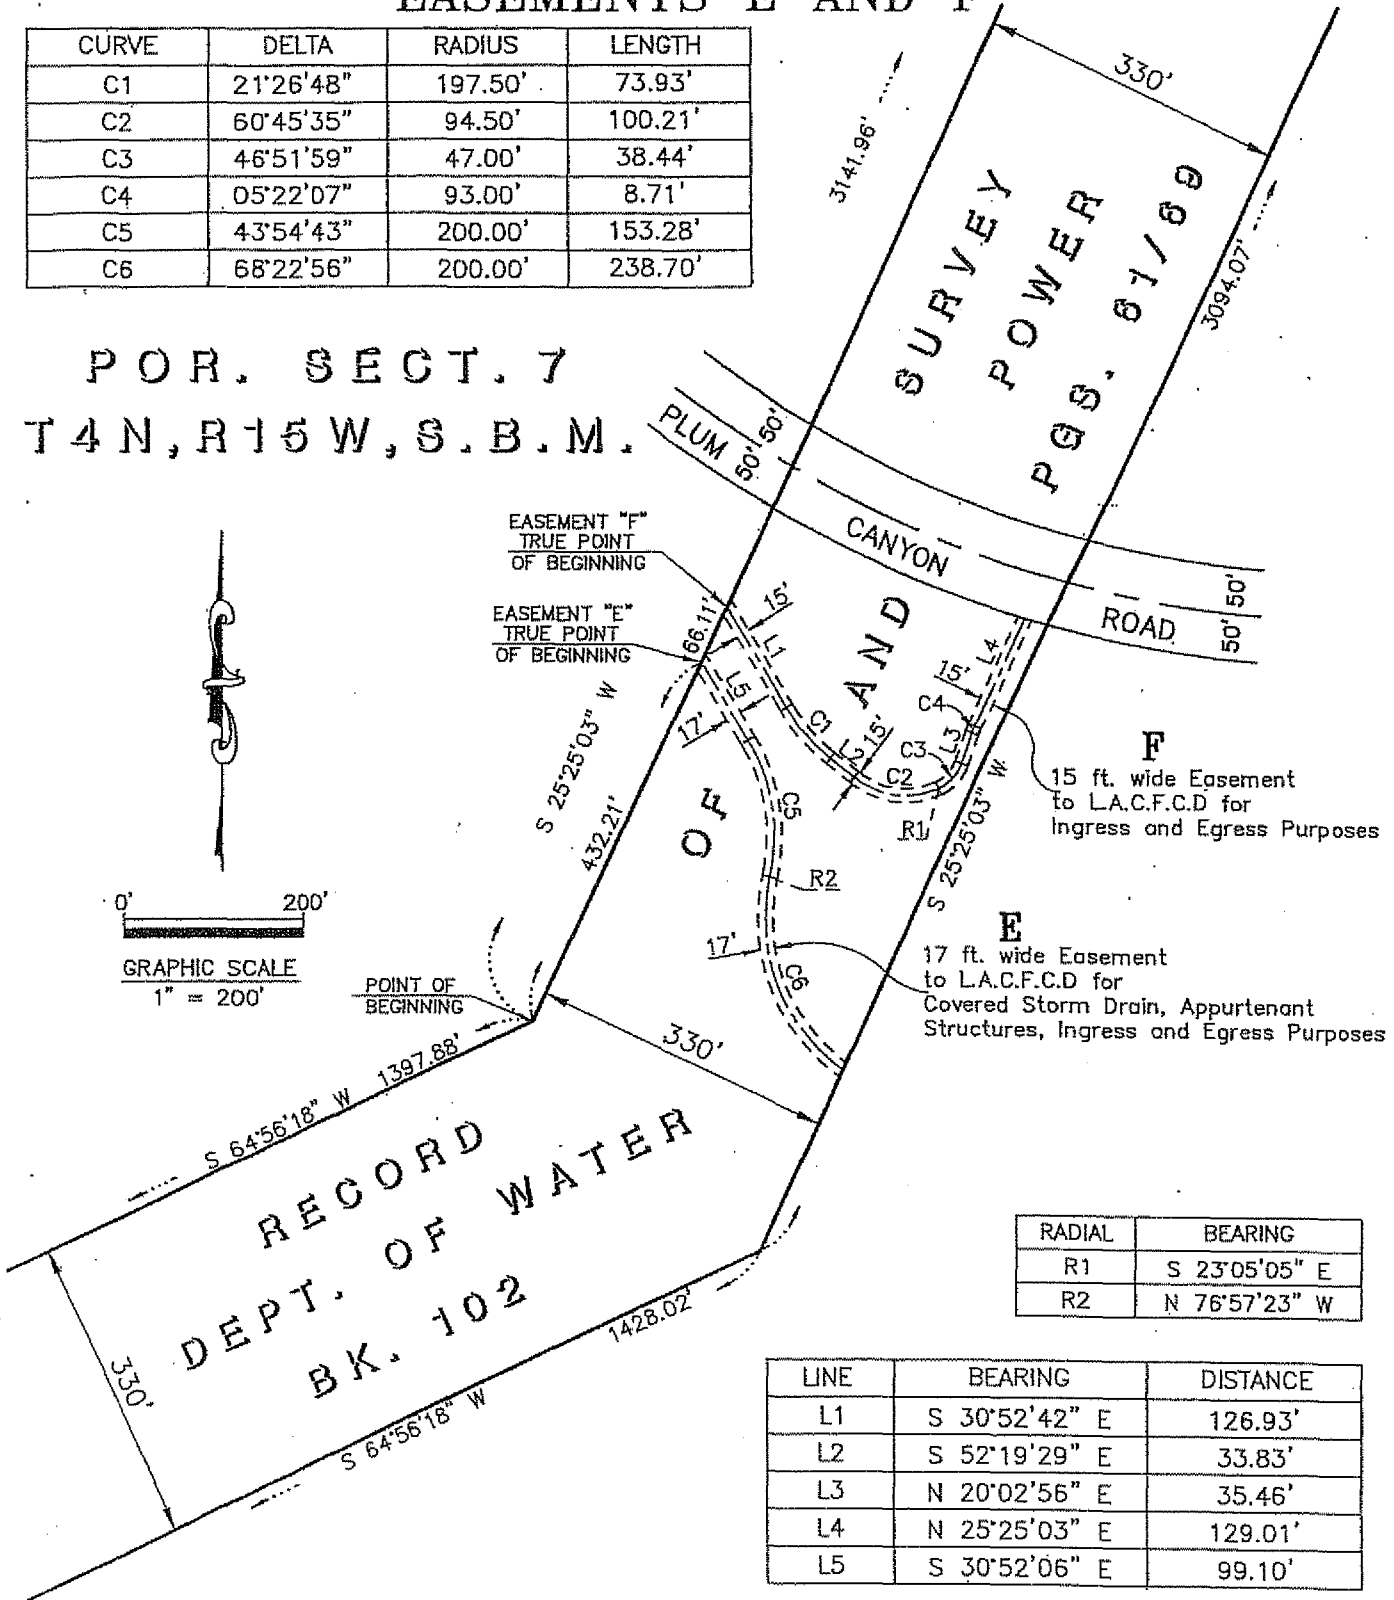 EASEMENTS E AND F
CURVE DELTA RADIUS LENGTH
C1 21°26'48" 197.50' 73.93'
C2 60°45'35" 94.50' 100.21'
C3 46°51'59" 47.00' 38.44'
C4 05°22'07" 93.00' 8.71'
C5 43°54'43" 200.00' 153.28'
C6 68°22'56" 200.00' 238.70'
330'
3141.96'
3094.07'
SURVEY
POWER
PGS. 61/69
POR. SECT. 7
T4N,R15W,S.B.M.
PLUM
CANYON
ROAD
50'
50'
50'
50'
EASEMENT "F"
TRUE POINT
OF BEGINNING
EASEMENT "E"
TRUE POINT
OF BEGINNING
66.11'
15'
L1
L5
17'
C1
L2
15'
C2
C3
L3
C4
15'
L4
R1
C5
R2
17'
C6
AND
OF
S 25°25'03" W
432.21'
S 25°25'03" W
F
15 ft. wide Easement
to L.A.C.F.C.D for
Ingress and Egress Purposes
E
17 ft. wide Easement
to L.A.C.F.C.D for
Covered Storm Drain, Appurtenant
Structures, Ingress and Egress Purposes
0' 200'
GRAPHIC SCALE
1" = 200'
POINT OF
BEGINNING
330'
S 64°56'18" W 1397.88'
RECORD
DEPT. OF WATER
BK. 102
330'
S 64°56'18" W
1428.02'
RADIAL BEARING
R1 S 23°05'05" E
R2 N 76°57'23" W
LINE BEARING DISTANCE
L1 S 30°52'42" E 126.93'
L2 S 52°19'29" E 33.83'
L3 N 20°02'56" E 35.46'
L4 N 25°25'03" E 129.01'
L5 S 30°52'06" E 99.10'